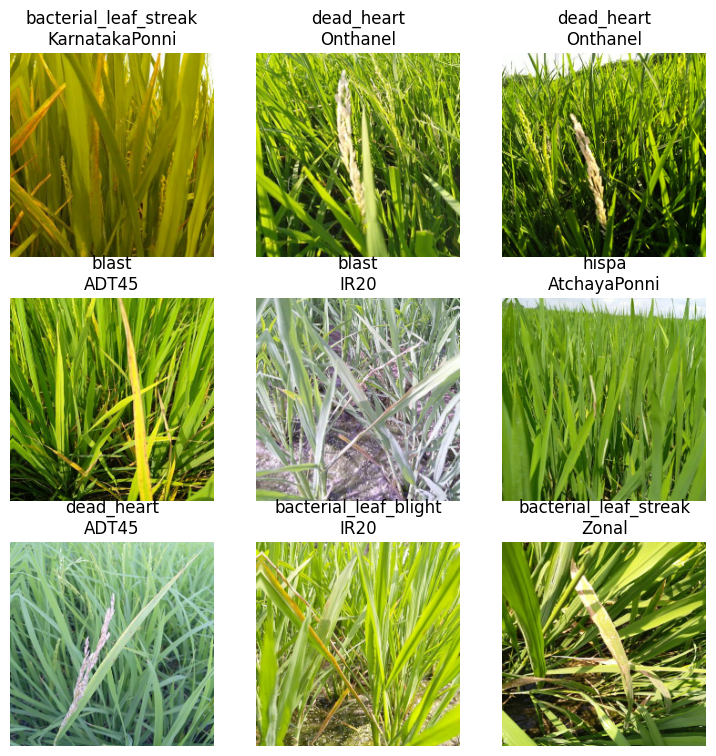 bacterial_leaf_streak
KarnatakaPonni
dead_heart
Onthanel
dead_heart
Onthanel
blast
ADT45
blast
IR20
hispa
AtchayaPonni
dead_heart
ADT45
bacterial_leaf_blight
IR20
bacterial_leaf_streak
Zonal